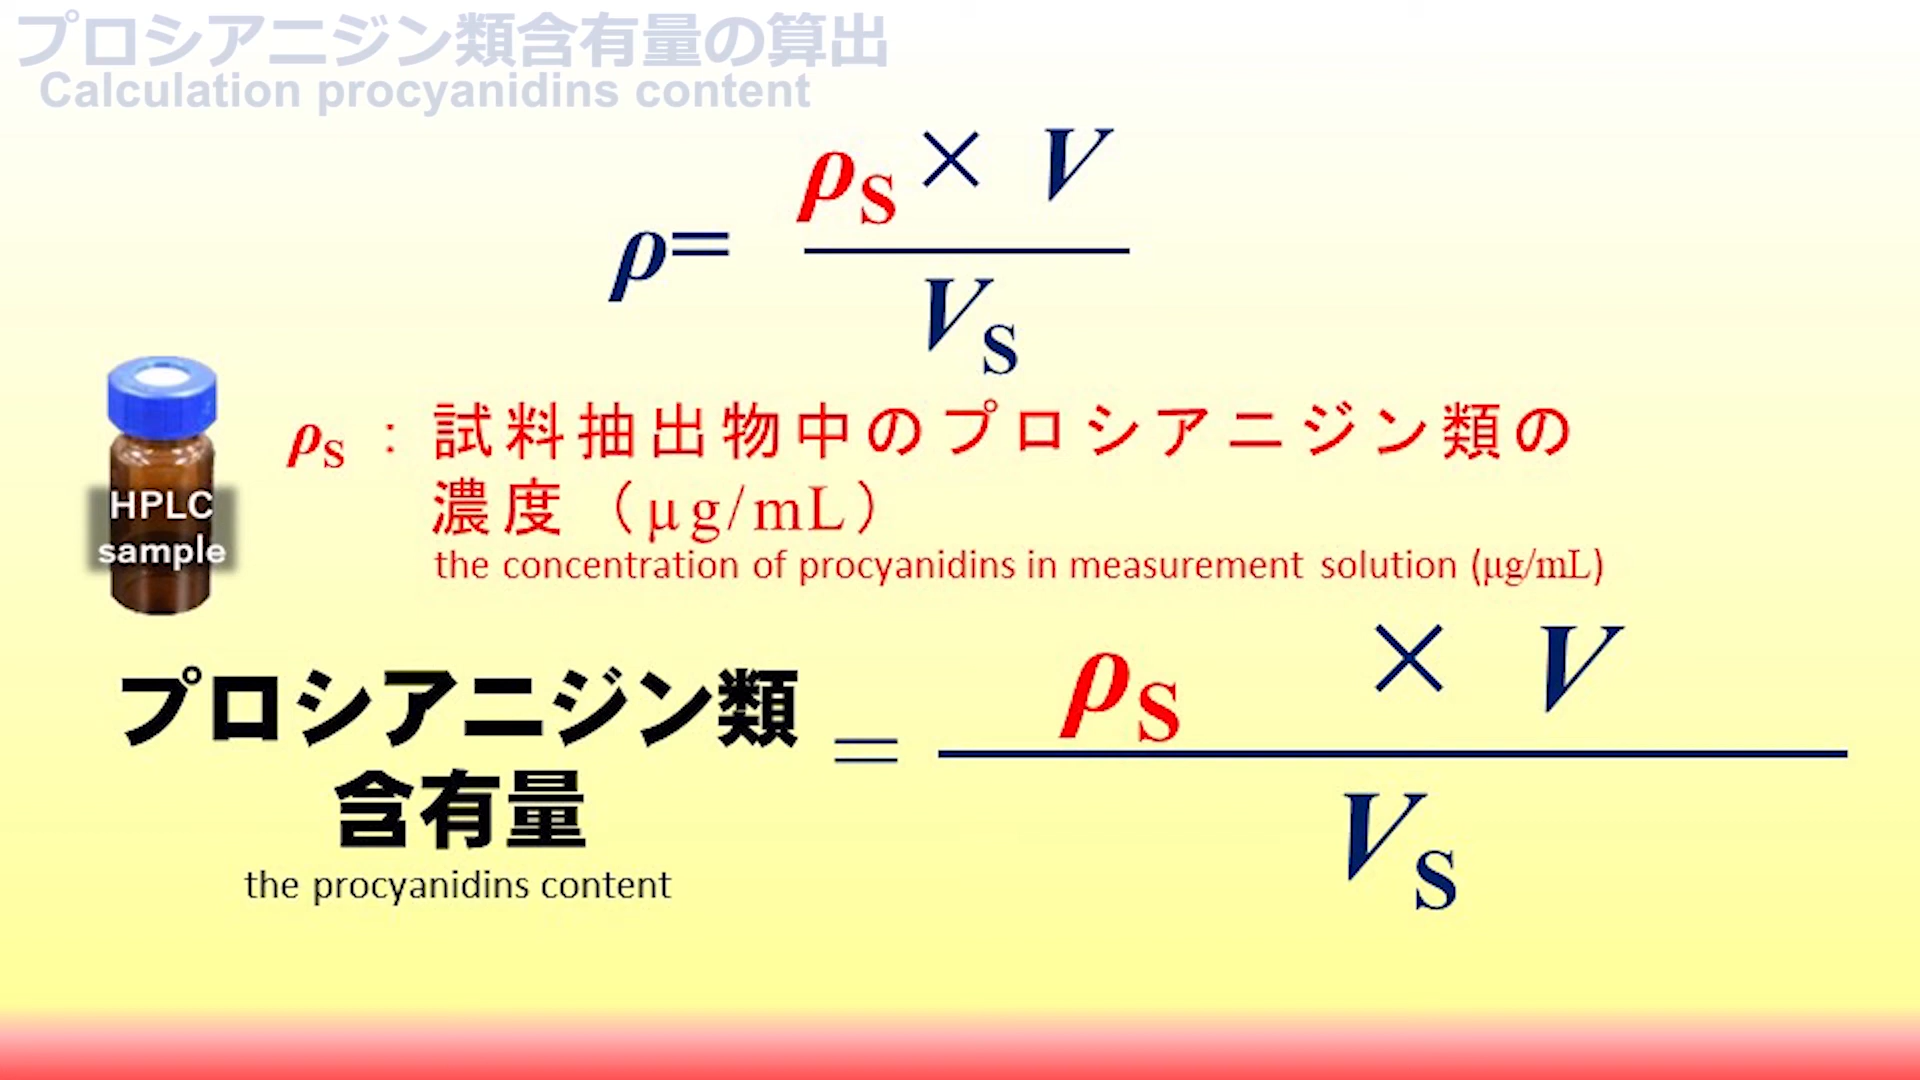 プロシアニジン類含有量の算出
Calculation procyanidins content
ρ= ρS × V
VS
HPLC
sample
ρS : 試料抽出物中のプロシアニジン類の
濃度（μg/mL）
the concentration of procyanidins in measurement solution (μg/mL)
プロシアニジン類
含有量
the procyanidins content
= ρS × V
VS